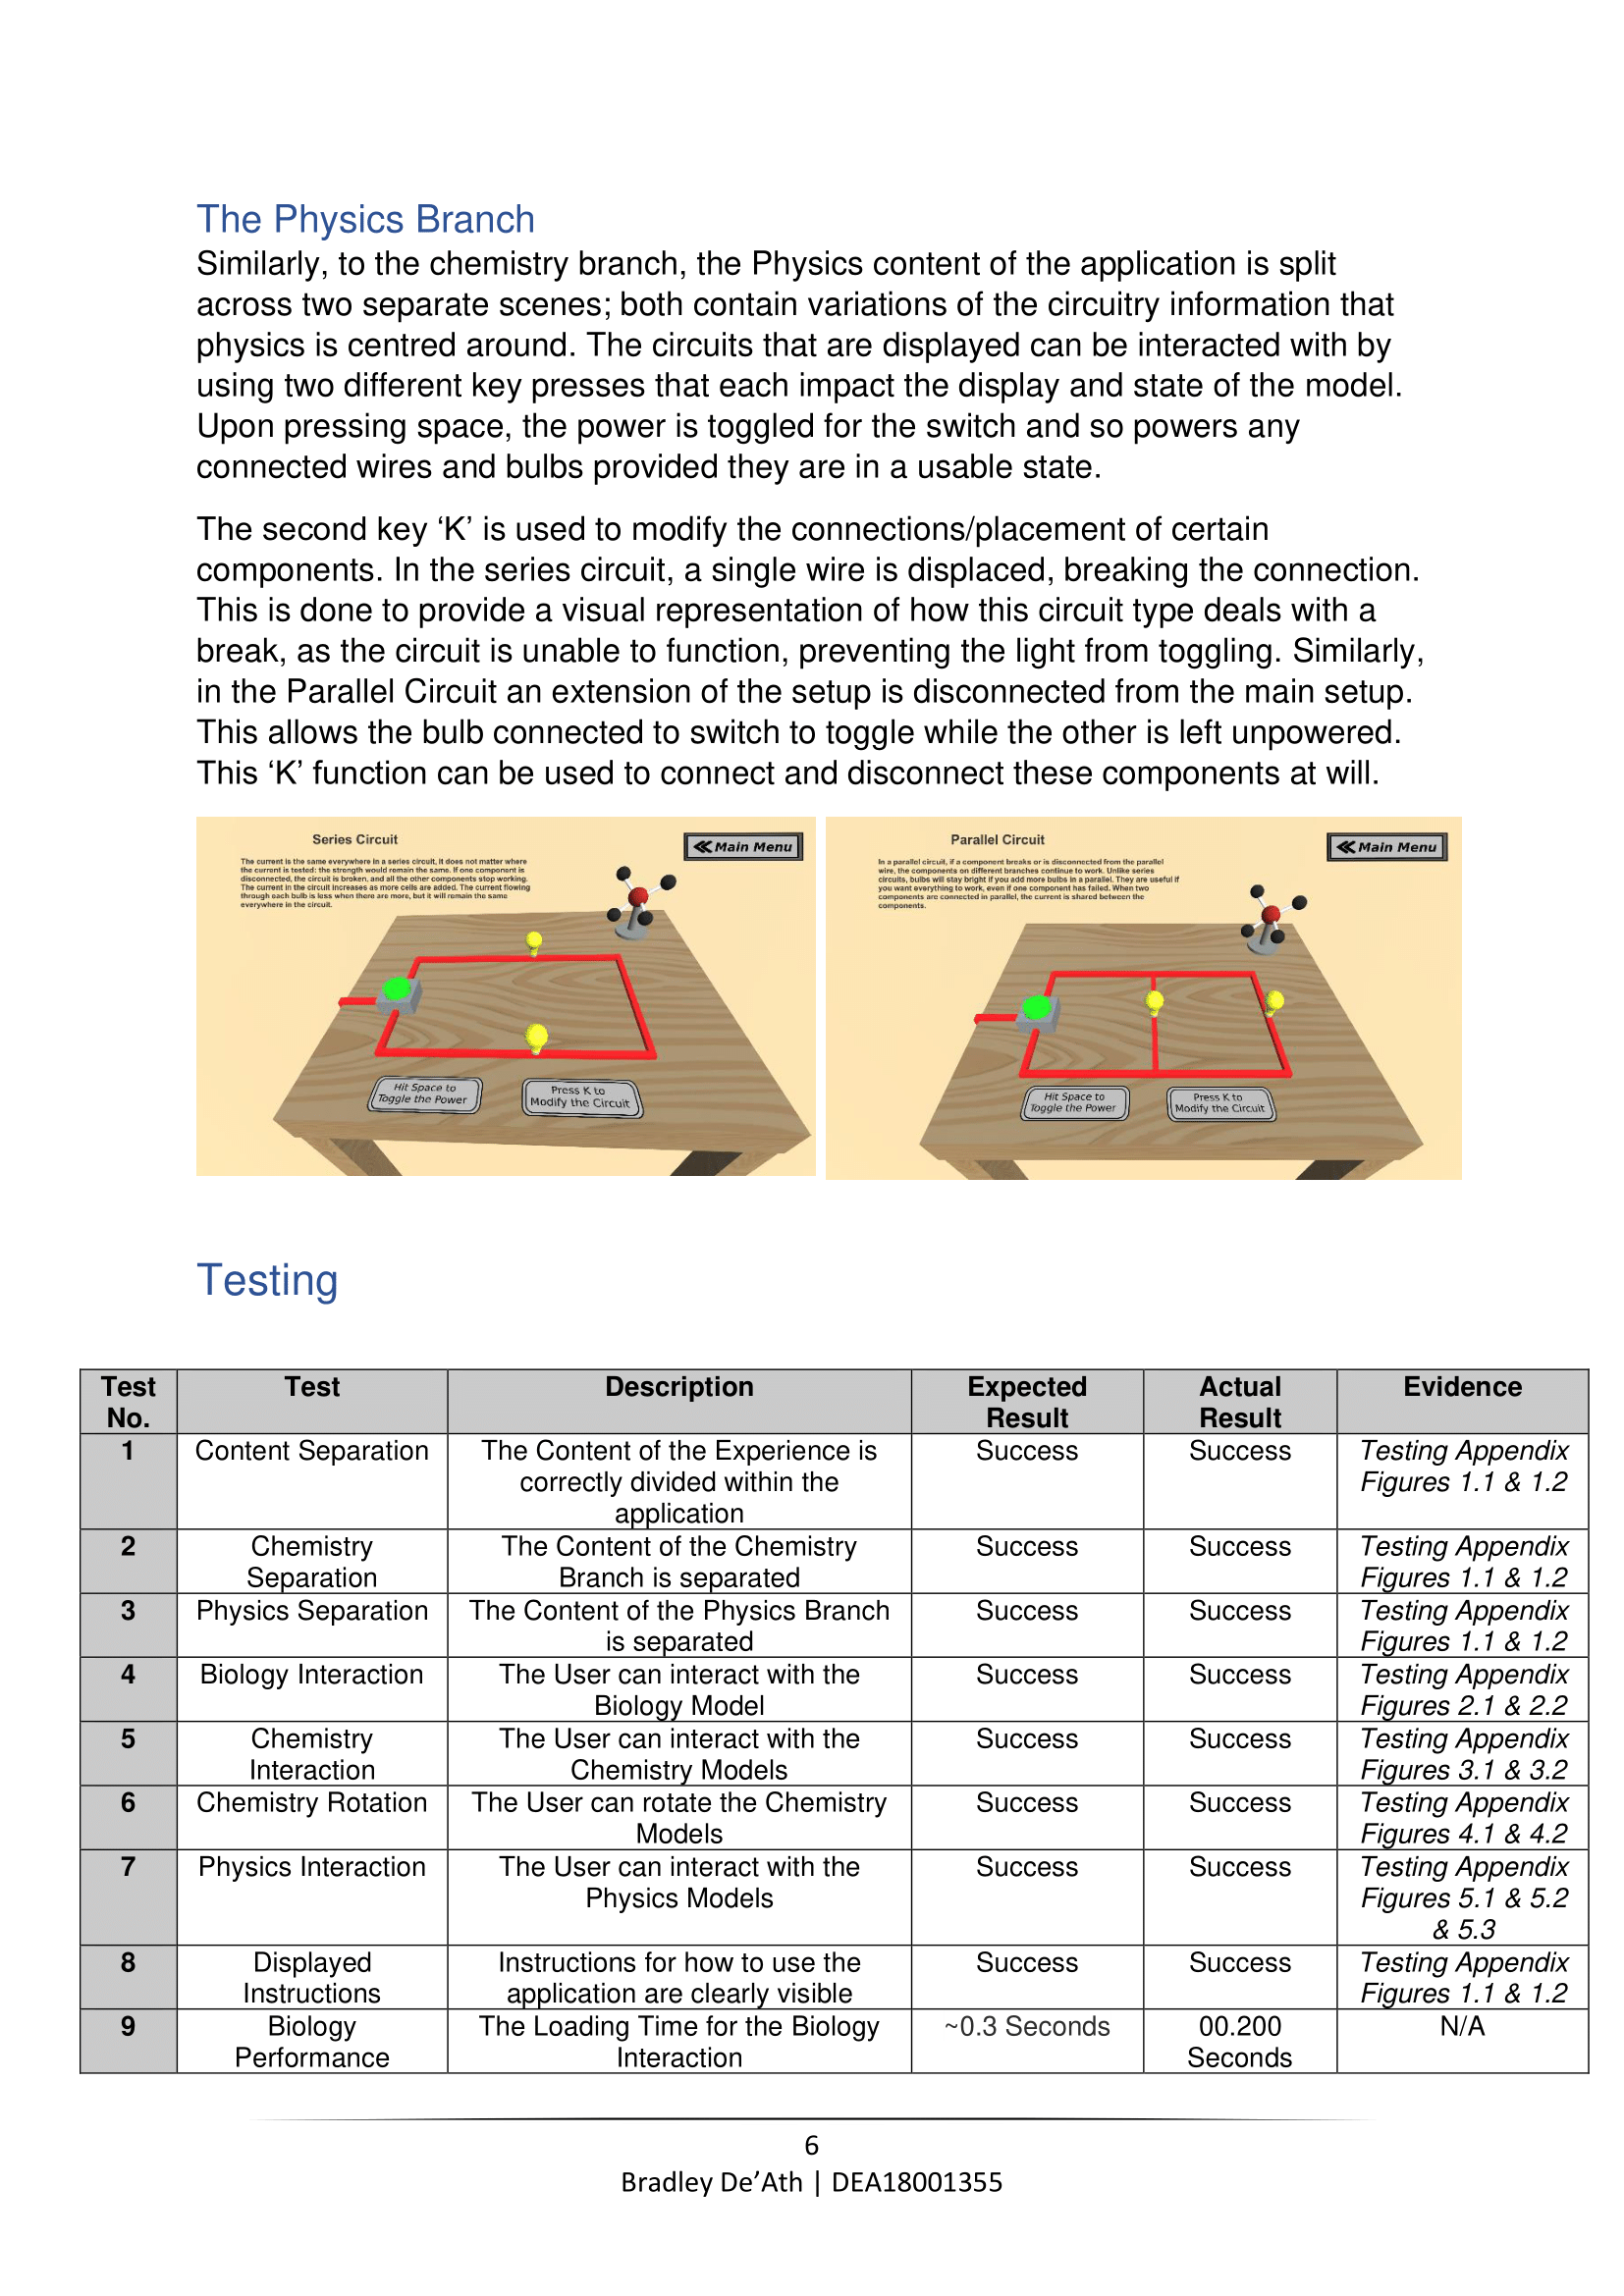 The Physics Branch
Similarly, to the chemistry branch, the Physics content of the application is split
across two separate scenes; both contain variations of the circuitry information that
physics is centred around. The circuits that are displayed can be interacted with by
using two different key presses that each impact the display and state of the model.
Upon pressing space, the power is toggled for the switch and so powers any
connected wires and bulbs provided they are in a usable state.
The second key ‘K’ is used to modify the connections/placement of certain
components. In the series circuit, a single wire is displaced, breaking the connection.
This is done to provide a visual representation of how this circuit type deals with a
break, as the circuit is unable to function, preventing the light from toggling. Similarly,
in the Parallel Circuit an extension of the setup is disconnected from the main setup.
This allows the bulb connected to switch to toggle while the other is left unpowered.
This ‘K’ function can be used to connect and disconnect these components at will.
Series Circuit
Main Menu
The current is the same everywhere in a series circuit, it does not matter where
the current is tested: the strength would remain the same. If one component is
disconnected, the circuit is broken, and all the other components stop working.
The current in the circuit increases as more cells are added. The current flowing
through each bulb is less when there are more, but it will remain the same
everywhere in the circuit.
Hit Space to
Toggle the Power
Press K to
Modify the Circuit
Parallel Circuit
Main Menu
In a parallel circuit, if a component breaks or is disconnected from the parallel
wire, the components on different branches continue to work. Unlike series
circuits, bulbs will stay bright if you add more bulbs in a parallel. They are useful if
you want everything to work, even if one component has failed. When two
components are connected in parallel, the current is shared between the
components.
Hit Space to
Toggle the Power
Press K to
Modify the Circuit
Testing
Test No. Test Description Expected Result Actual Result Evidence
1 Content Separation The Content of the Experience is correctly divided within the application Success Success Testing Appendix Figures 1.1 & 1.2
2 Chemistry Separation The Content of the Chemistry Branch is separated Success Success Testing Appendix Figures 1.1 & 1.2
3 Physics Separation The Content of the Physics Branch is separated Success Success Testing Appendix Figures 1.1 & 1.2
4 Biology Interaction The User can interact with the Biology Model Success Success Testing Appendix Figures 2.1 & 2.2
5 Chemistry Interaction The User can interact with the Chemistry Models Success Success Testing Appendix Figures 3.1 & 3.2
6 Chemistry Rotation The User can rotate the Chemistry Models Success Success Testing Appendix Figures 4.1 & 4.2
7 Physics Interaction The User can interact with the Physics Models Success Success Testing Appendix Figures 5.1 & 5.2 & 5.3
8 Displayed Instructions Instructions for how to use the application are clearly visible Success Success Testing Appendix Figures 1.1 & 1.2
9 Biology Performance The Loading Time for the Biology Interaction ~0.3 Seconds 00.200 Seconds N/A
6
Bradley De’Ath | DEA18001355